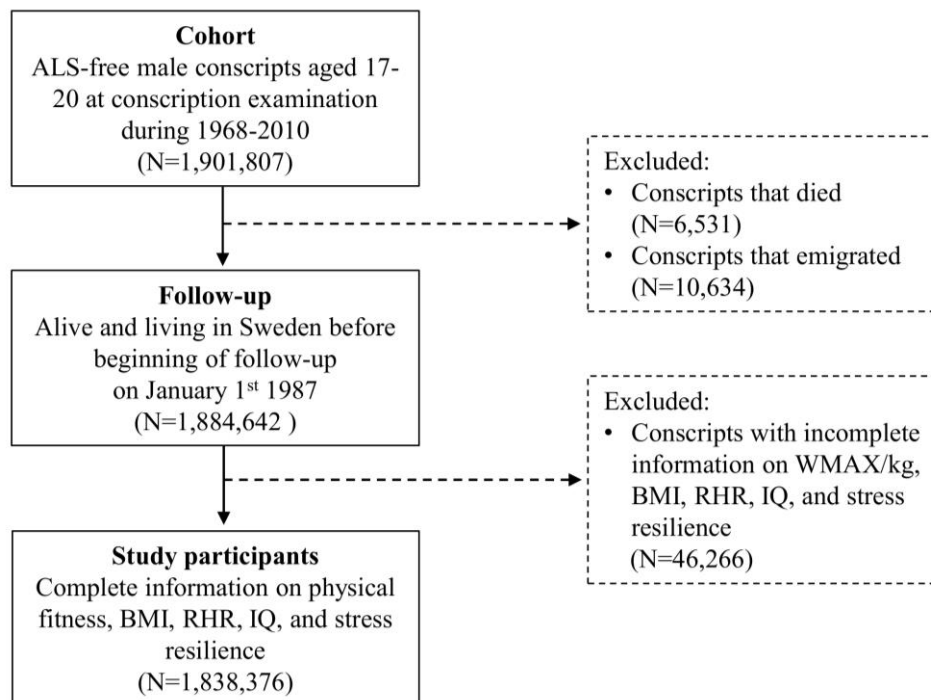 Cohort
ALS-free male conscripts aged 17-
20 at conscription examination
during 1968-2010
(N=1,901,807)
Excluded:
• Conscripts that died
(N=6,531)
• Conscripts that emigrated
(N=10,634)
Follow-up
Alive and living in Sweden before
beginning of follow-up
on January 1st 1987
(N=1,884,642 )
Excluded:
• Conscripts with incomplete
information on WMAX/kg,
BMI, RHR, IQ, and stress
resilience
(N=46,266)
Study participants
Complete information on physical
fitness, BMI, RHR, IQ, and stress
resilience
(N=1,838,376)